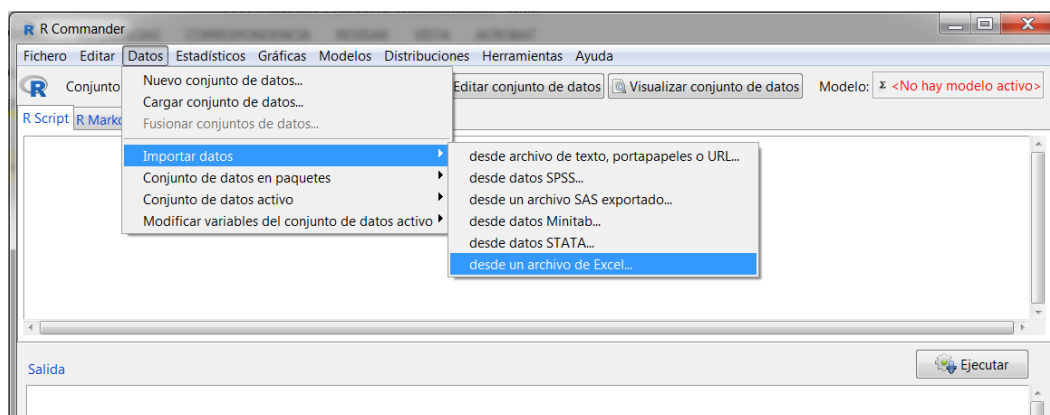 R Commander
Fichero Editar Datos Estadísticos Gráficas Modelos Distribuciones Herramientas Ayuda
Conjunto Editar conjunto de datos Visualizar conjunto de datos Modelo: Σ <No hay modelo activo>
Nuevo conjunto de datos...
Cargar conjunto de datos...
Fusionar conjuntos de datos...
R Script R Markd
Importar datos
Conjunto de datos en paquetes
Conjunto de datos activo
Modificar variables del conjunto de datos activo
desde archivo de texto, portapapeles o URL...
desde datos SPSS...
desde un archivo SAS exportado...
desde datos Minitab...
desde datos STATA...
desde un archivo de Excel...
Salida Ejecutar